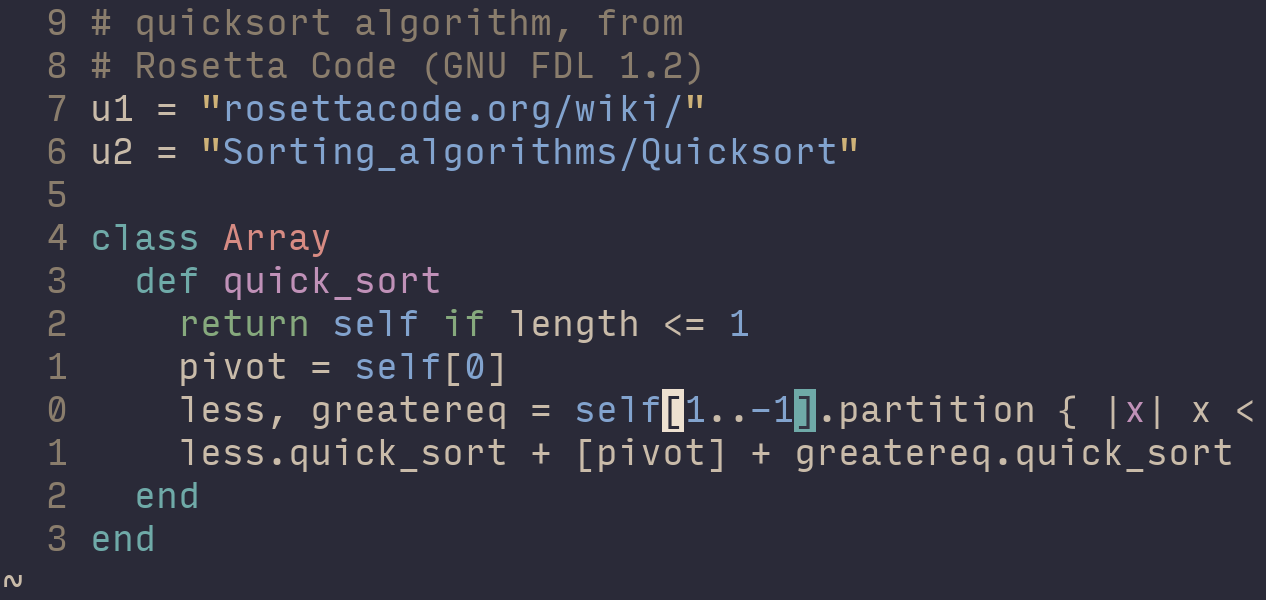 9 # quicksort algorithm, from
8 # Rosetta Code (GNU FDL 1.2)
7 u1 = "rosettacode.org/wiki/"
6 u2 = "Sorting_algorithms/Quicksort"
5
4 class Array
3   def quick_sort
2     return self if length <= 1
1     pivot = self[0]
0     less, greatereq = self[1..-1].partition { |x| x <
1     less.quick_sort + [pivot] + greatereq.quick_sort
2   end
3 end
~